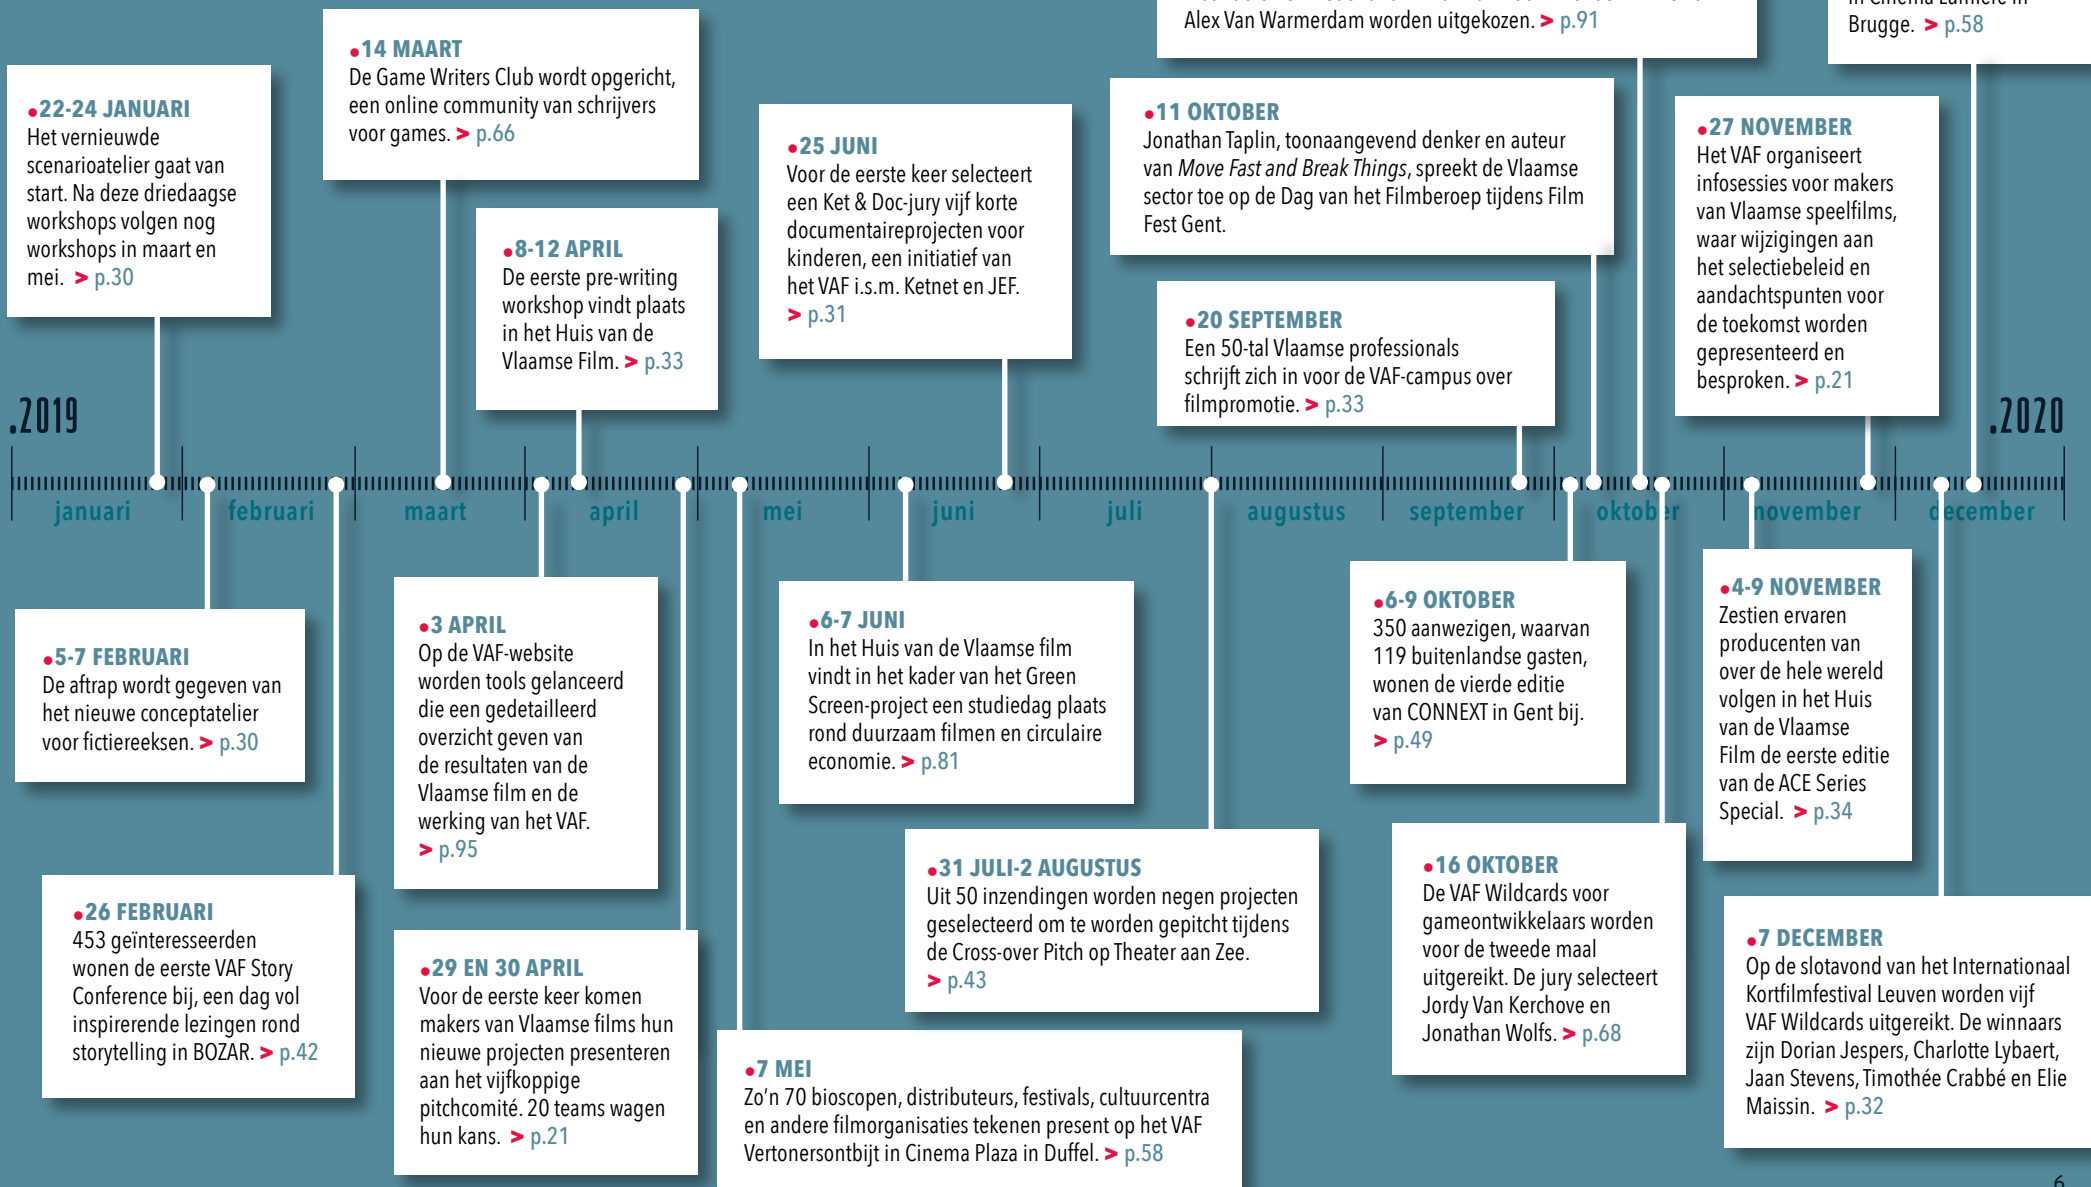 Alex Van Warmerdam worden uitgekozen. > p.91
Brugge. > p.58
•14 MAART
De Game Writers Club wordt opgericht,
een online community van schrijvers
voor games. > p.66
•22-24 JANUARI
Het vernieuwde
scenarioatelier gaat van
start. Na deze driedaagse
workshops volgen nog
workshops in maart en
mei. > p.30
•8-12 APRIL
De eerste pre-writing
workshop vindt plaats
in het Huis van de
Vlaamse Film. > p.33
•25 JUNI
Voor de eerste keer selecteert
een Ket & Doc-jury vijf korte
documentaireprojecten voor
kinderen, een initiatief van
het VAF i.s.m. Ketnet en JEF.
> p.31
•11 OKTOBER
Jonathan Taplin, toonaangevend denker en auteur
van Move Fast and Break Things, spreekt de Vlaamse
sector toe op de Dag van het Filmberoep tijdens Film
Fest Gent.
•20 SEPTEMBER
Een 50-tal Vlaamse professionals
schrijft zich in voor de VAF-campus over
filmpromotie. > p.33
•27 NOVEMBER
Het VAF organiseert
infosessies voor makers
van Vlaamse speelfilms,
waar wijzigingen aan
het selectiebeleid en
aandachtspunten voor
de toekomst worden
gepresenteerd en
besproken. > p.21
.2019
.2020
januari februari maart april mei juni juli augustus september oktober november december
•5-7 FEBRUARI
De aftrap wordt gegeven van
het nieuwe conceptatelier
voor fictiereeksen. > p.30
•26 FEBRUARI
453 geïnteresseerden
wonen de eerste VAF Story
Conference bij, een dag vol
inspirerende lezingen rond
storytelling in BOZAR. > p.42
•3 APRIL
Op de VAF-website
worden tools gelanceerd
die een gedetailleerd
overzicht geven van
de resultaten van de
Vlaamse film en de
werking van het VAF.
> p.95
•29 EN 30 APRIL
Voor de eerste keer komen
makers van Vlaamse films hun
nieuwe projecten presenteren
aan het vijfkoppige
pitchcomité. 20 teams wagen
hun kans. > p.21
•7 MEI
Zo'n 70 bioscopen, distributeurs, festivals, cultuurcentra
en andere filmorganisaties tekenen present op het VAF
Vertonersontbijt in Cinema Plaza in Duffel. > p.58
•6-7 JUNI
In het Huis van de Vlaamse film
vindt in het kader van het Green
Screen-project een studiedag plaats
rond duurzaam filmen en circulaire
economie. > p.81
•31 JULI-2 AUGUSTUS
Uit 50 inzendingen worden negen projecten
geselecteerd om te worden gepitcht tijdens
de Cross-over Pitch op Theater aan Zee.
> p.43
•6-9 OKTOBER
350 aanwezigen, waarvan
119 buitenlandse gasten,
wonen de vierde editie
van CONNEXT in Gent bij.
> p.49
•16 OKTOBER
De VAF Wildcards voor
gameontwikkelaars worden
voor de tweede maal
uitgereikt. De jury selecteert
Jordy Van Kerchove en
Jonathan Wolfs. > p.68
•4-9 NOVEMBER
Zestien ervaren
producenten van
over de hele wereld
volgen in het Huis
van de Vlaamse
Film de eerste editie
van de ACE Series
Special. > p.34
•7 DECEMBER
Op de slotavond van het Internationaal
Kortfilmfestival Leuven worden vijf
VAF Wildcards uitgereikt. De winnaars
zijn Dorian Jespers, Charlotte Lybaert,
Jaan Stevens, Timothée Crabbé en Elie
Maissin. > p.32